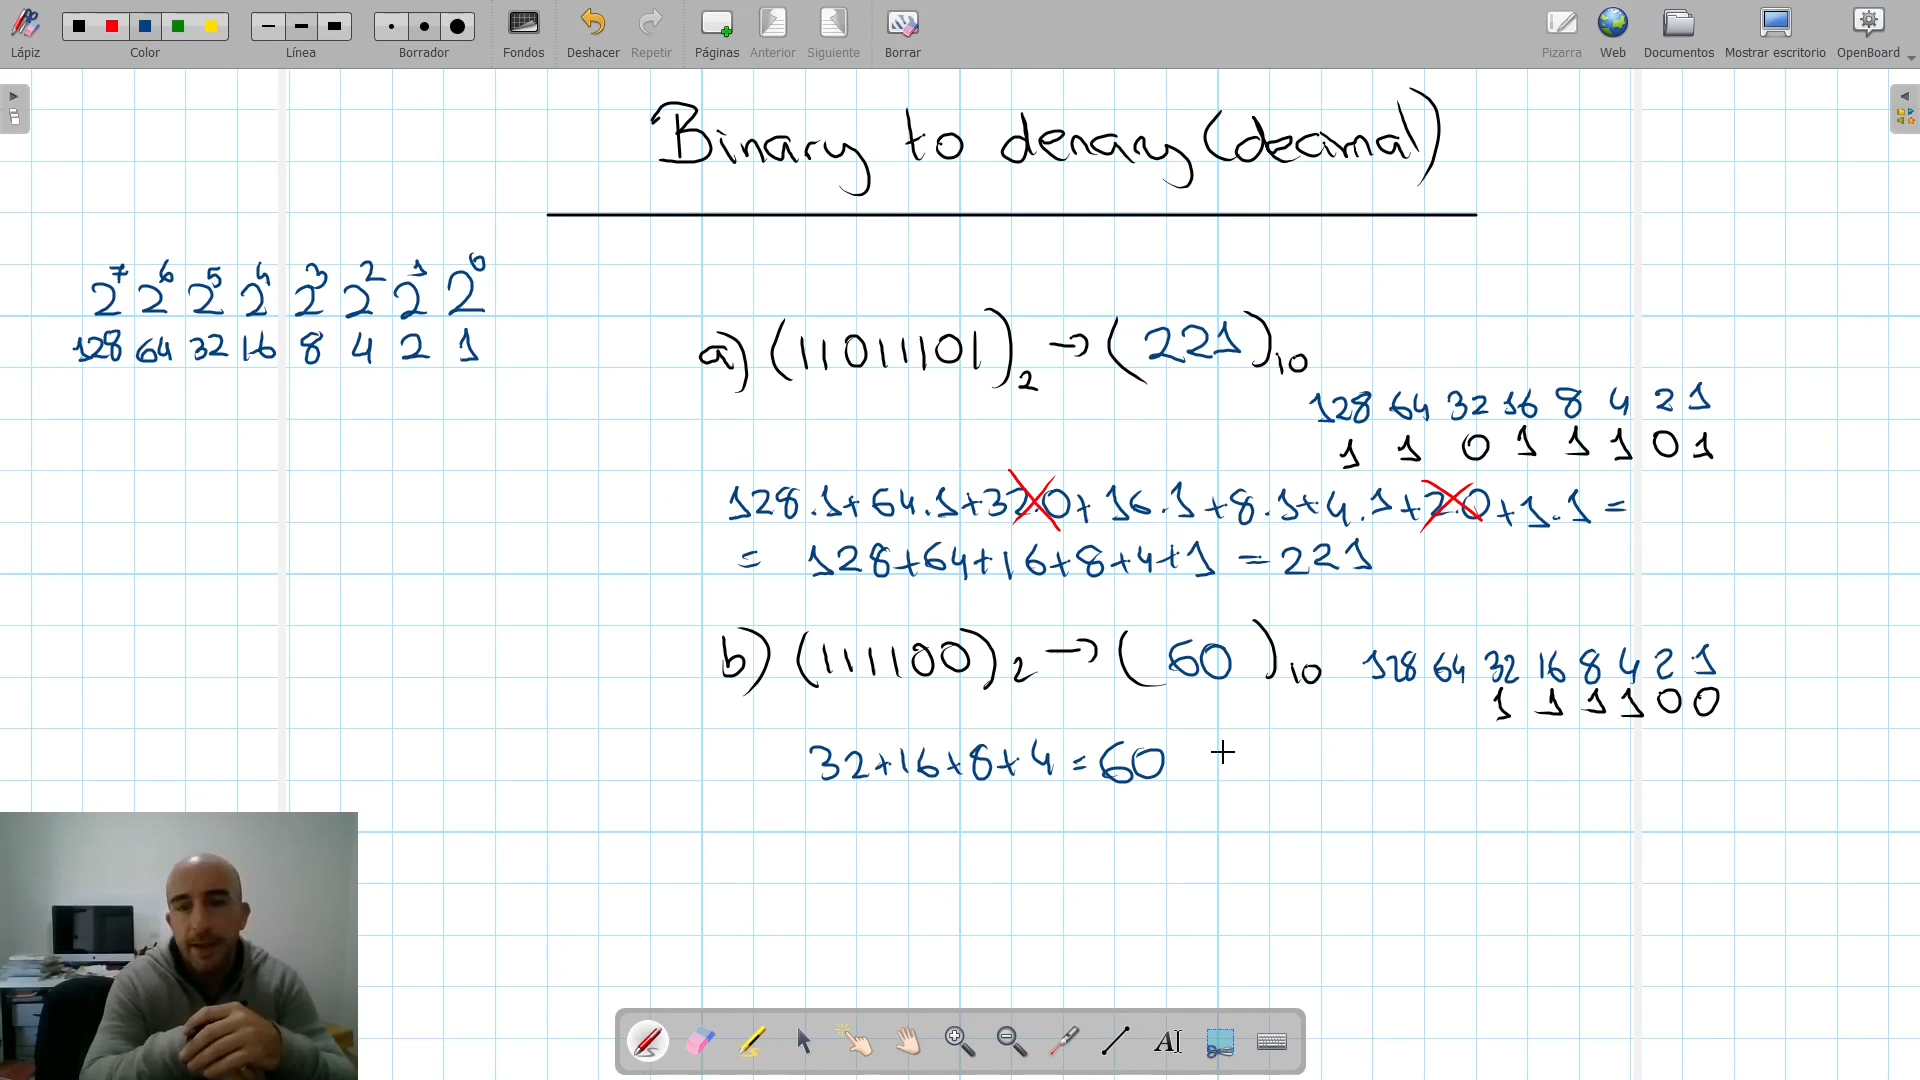 Lápiz Color Línea Borrador Fondos Deshacer Repetir Páginas Anterior Siguiente Borrar Pizarra Web Documentos Mostrar escritorio OpenBoard
Binary to denary (decimal)
2⁷ 2⁶ 2⁵ 2⁴ 2³ 2² 2¹ 2⁰
128 64 32 16 8 4 2 1
a) (11011101)₂ → (221)₁₀
128 64 32 16 8 4 2 1
1 1 0 1 1 1 0 1
128.1+64.1+32.0+16.1+8.1+4.1+2.0+1.1=
= 128+64+16+8+4+1 = 221
b) (111100)₂ → (60)₁₀
128 64 32 16 8 4 2 1
1 1 1 1 0 0
32+16+8+4=60